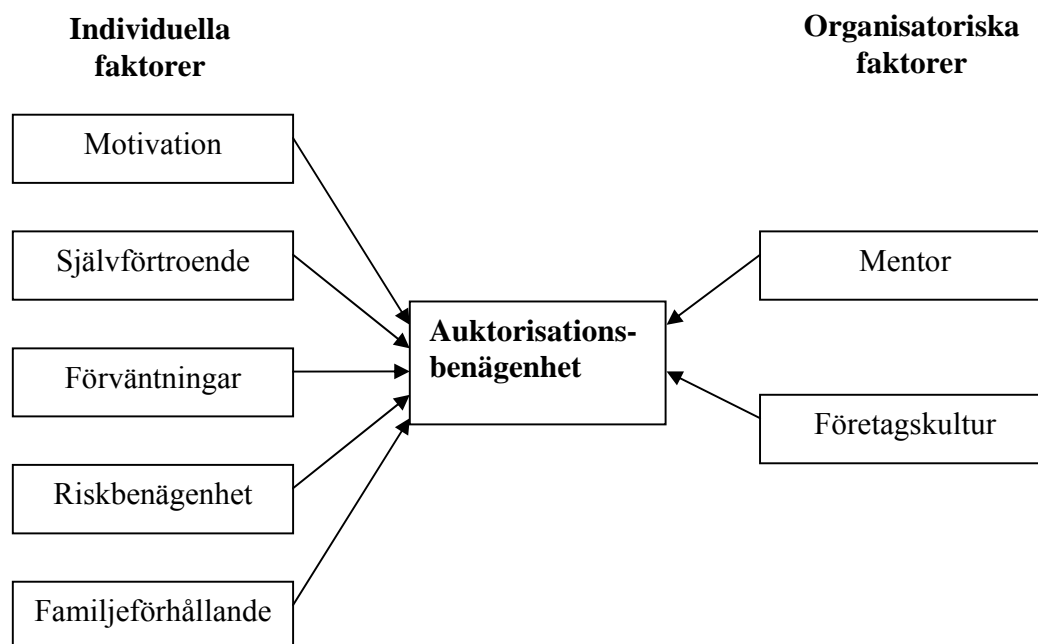 Individuella
faktorer
Organisatoriska
faktorer
Motivation
Självförtroende
Förväntningar
Riskbenägenhet
Familjeförhållande
Auktorisations-
benägenhet
Mentor
Företagskultur